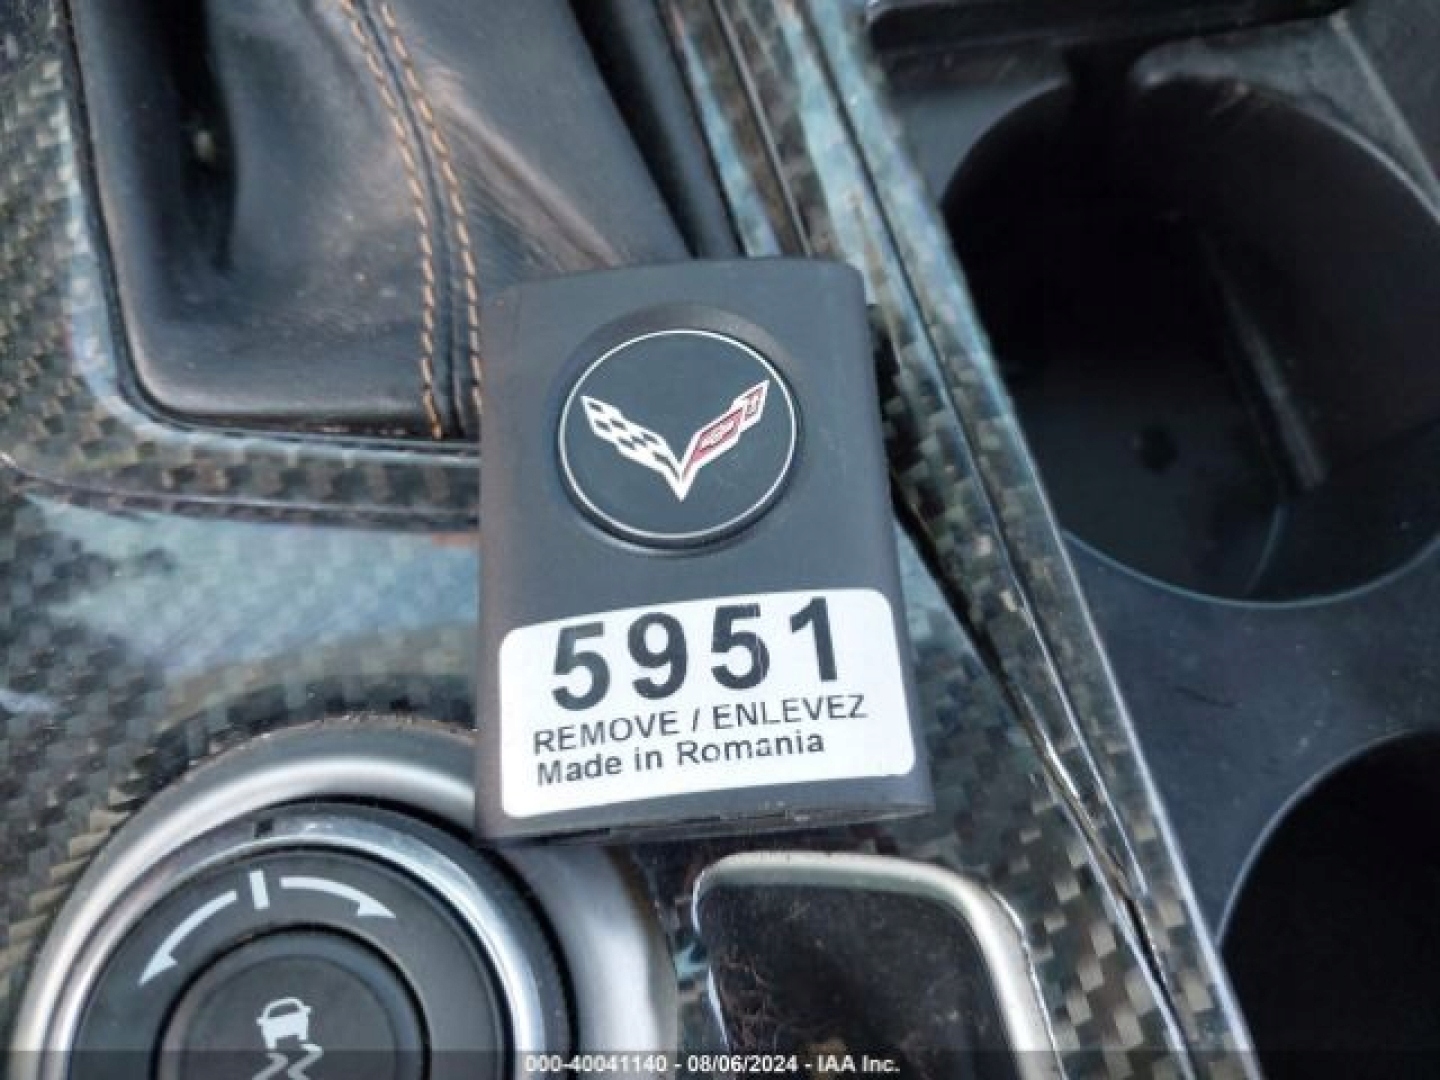 5951
REMOVE / ENLEVEZ
Made in Romania
000-40041140 - 08/06/2024 - IAA Inc.